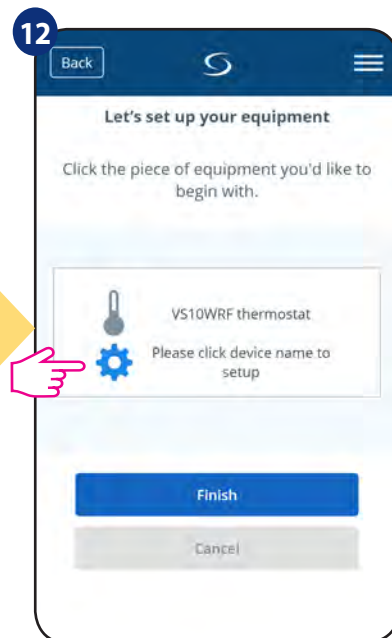 12
Back
Let's set up your equipment
Click the piece of equipment you'd like to
begin with.
VS10WRF thermostat
Please click device name to
setup
Finish
Cancel